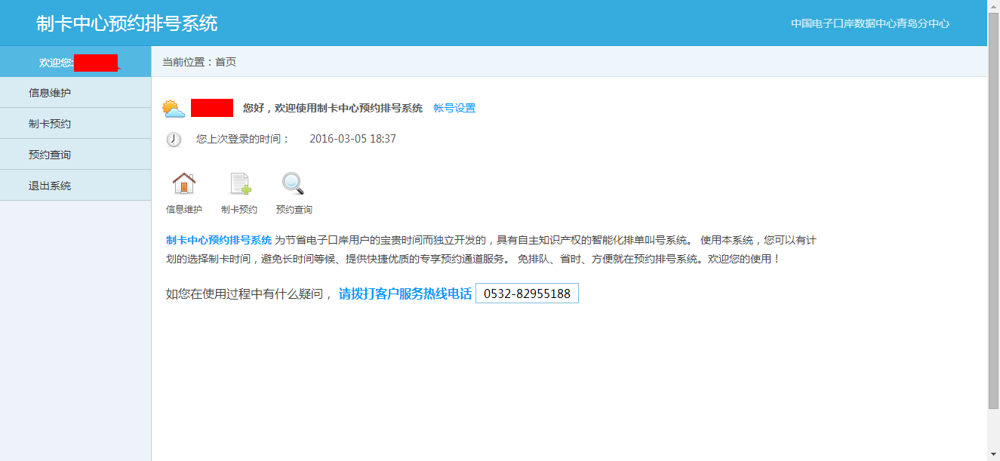 制卡中心预约排号系统
中国电子口岸数据中心青岛分中心
欢迎您:
当前位置：首页
信息维护
制卡预约
预约查询
退出系统
您好，欢迎使用制卡中心预约排号系统 帐号设置
您上次登录的时间： 2016-03-05 18:37
信息维护 制卡预约 预约查询
制卡中心预约排号系统 为节省电子口岸用户的宝贵时间而独立开发的，具有自主知识产权的智能化排单叫号系统。 使用本系统，您可以有计
划的选择制卡时间，避免长时间等候、提供快捷优质的专享预约通道服务。 免排队、省时、方便就在预约排号系统。欢迎您的使用！
如您在使用过程中有什么疑问， 请拨打客户服务热线电话 0532-82955188